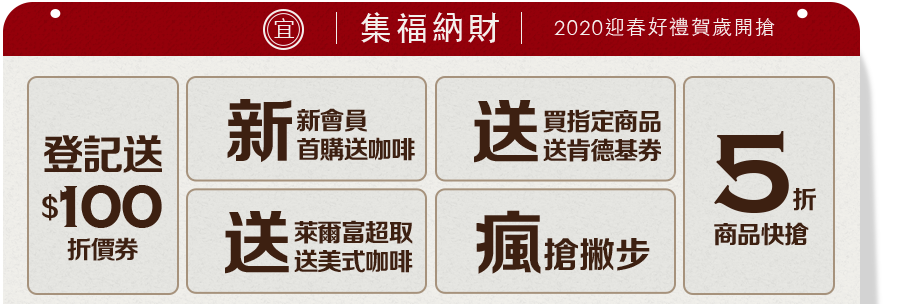 宜
集福納財
2020迎春好禮賀歲開搶
登記送
$100
折價券
新 新會員
首購送咖啡
送 買指定商品
送肯德基券
送 萊爾富超取
送美式咖啡
瘋搶撇步
5折
商品快搶